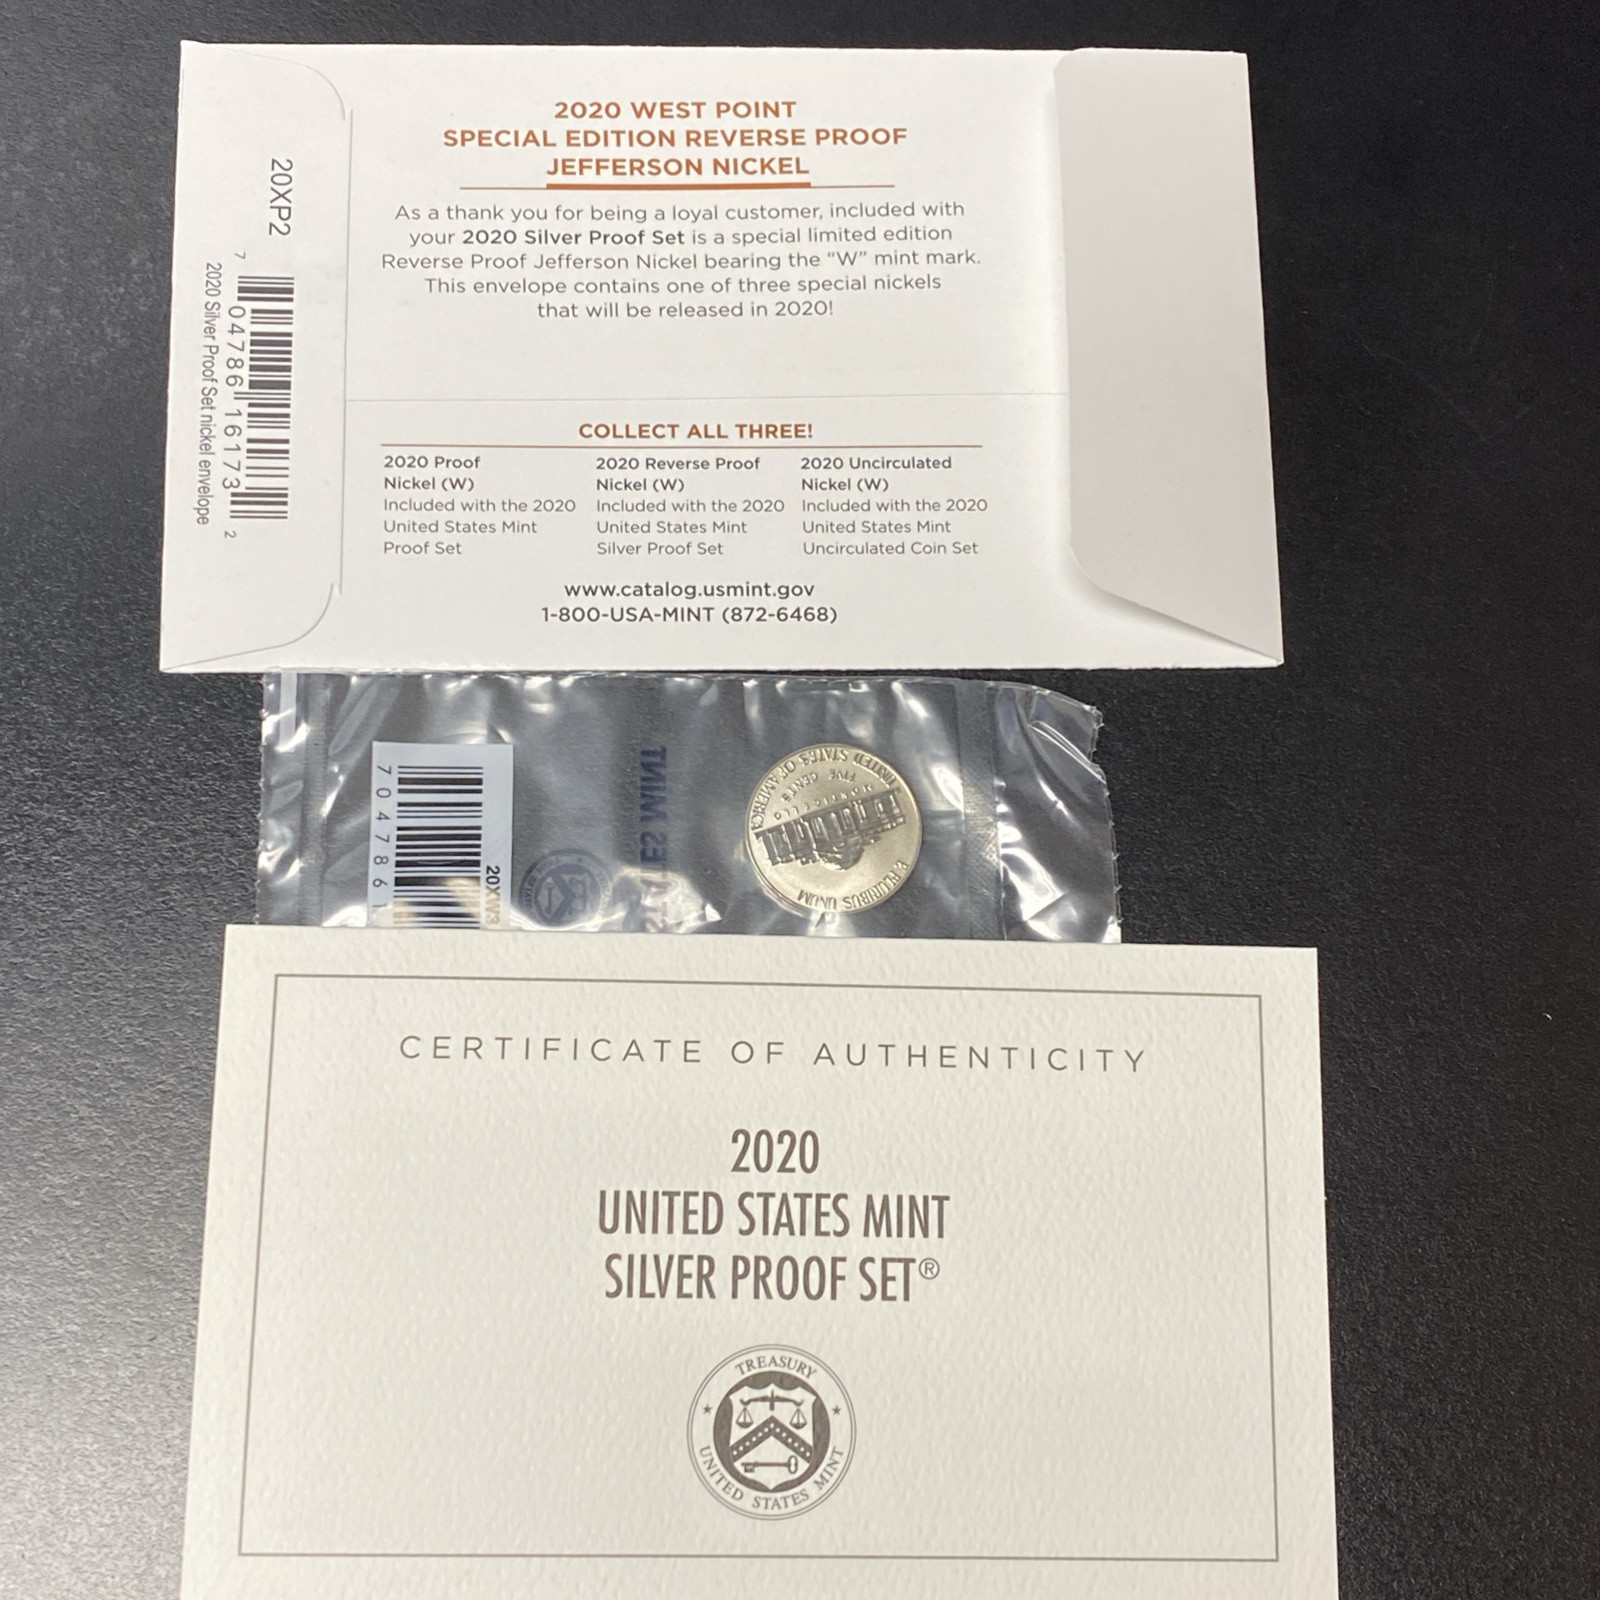 2020 WEST POINT
SPECIAL EDITION REVERSE PROOF
JEFFERSON NICKEL
As a thank you for being a loyal customer, included with
your 2020 Silver Proof Set is a special limited edition
Reverse Proof Jefferson Nickel bearing the “W” mint mark.
This envelope contains one of three special nickels
that will be released in 2020!
COLLECT ALL THREE!
2020 Proof
Nickel (W)
Included with the 2020
United States Mint
Proof Set
2020 Reverse Proof
Nickel (W)
Included with the 2020
United States Mint
Silver Proof Set
2020 Uncirculated
Nickel (W)
Included with the 2020
United States Mint
Uncirculated Coin Set
www.catalog.usmint.gov
1-800-USA-MINT (872-6468)
20XP2
7 04786 16173 2
2020 Silver Proof Set nickel envelope
7 04786 1
MINT
UNITED STATES OF AMERICA
FIVE CENTS
MONTICELLO
E PLURIBUS UNUM
CERTIFICATE OF AUTHENTICITY
2020
UNITED STATES MINT
SILVER PROOF SET®
TREASURY
UNITED STATES MINT